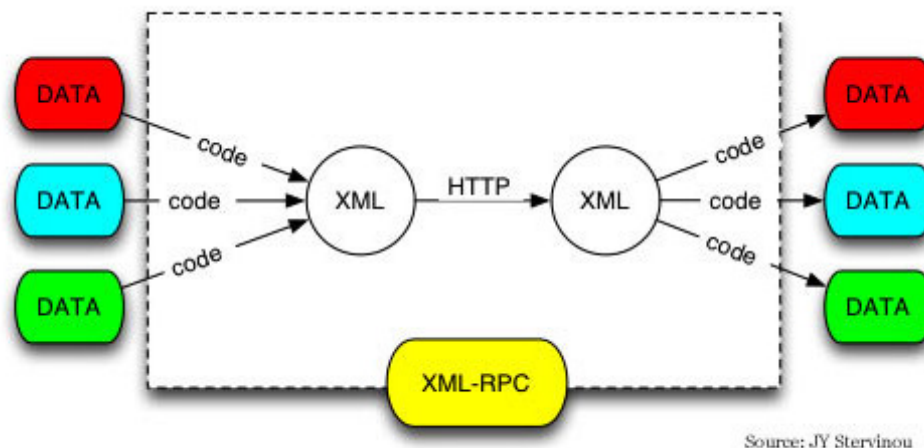 DATA
DATA
DATA
code
code
code
XML
HTTP
XML
code
code
code
DATA
DATA
DATA
XML-RPC
Source: JY Stervinou